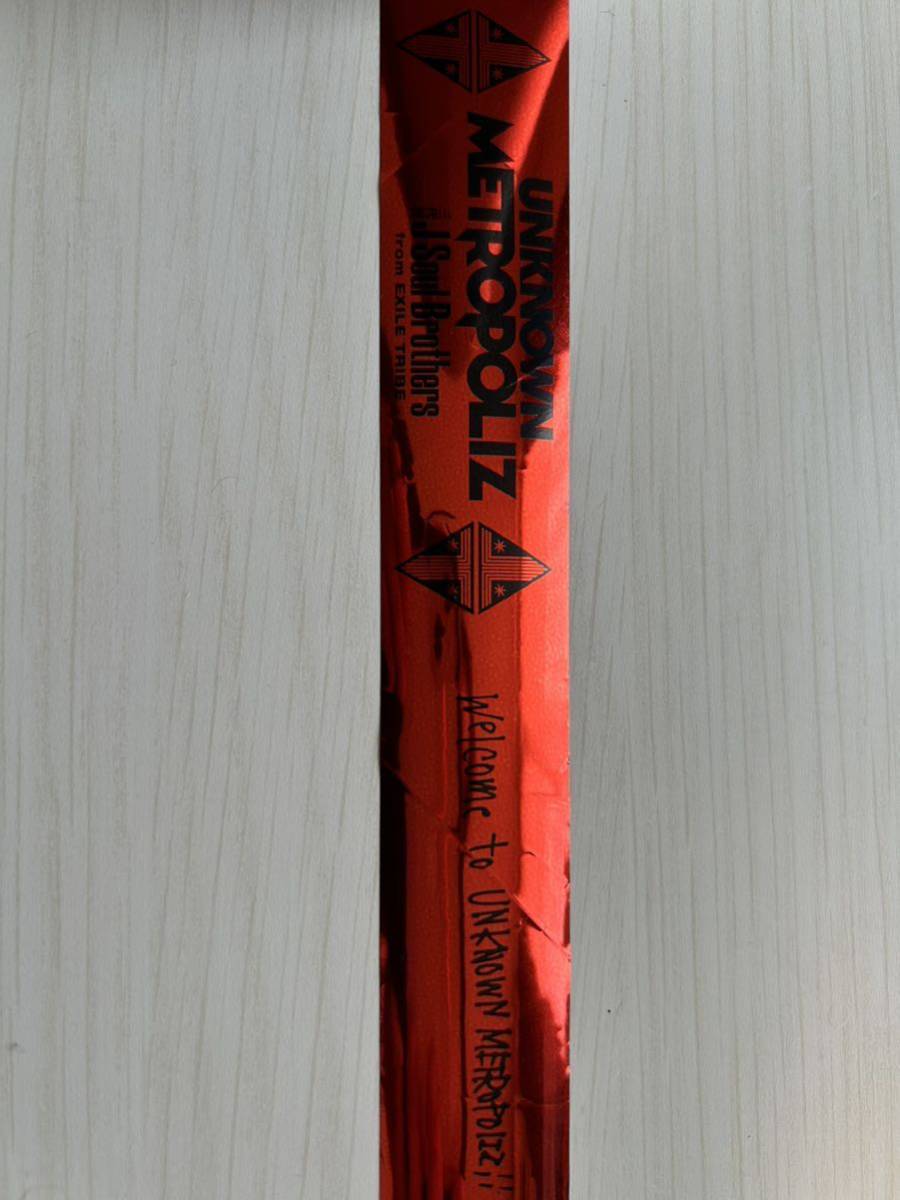 UNKNOWN
METROPOLIZ
J Soul Brothers
from EXILE TRIBE
Welcome to UNKNOWN METROPOLIZ!!